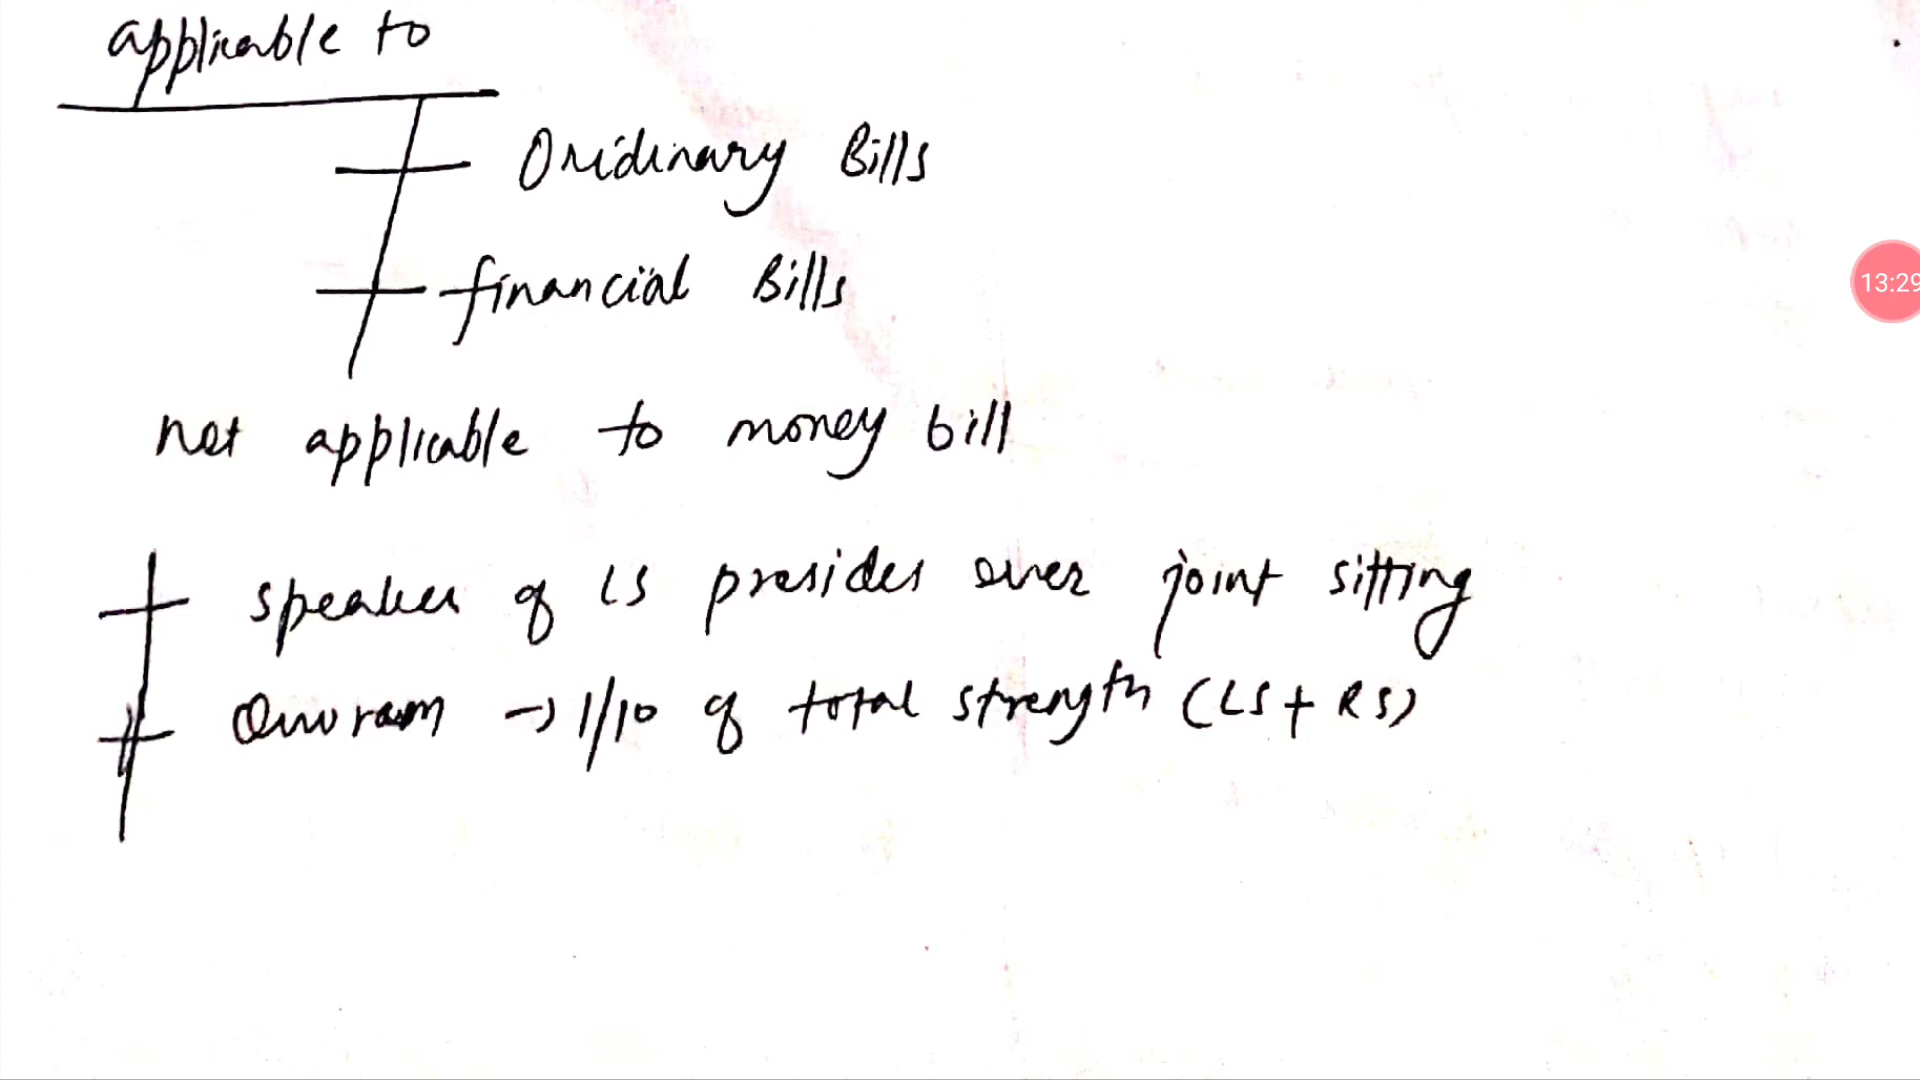 applicable to
Oridinary Bills
financial Bills
not applicable to money bill
speaker of LS presides over joint sitting
Quoram → 1/10 of total strength (LS + RS)
13:29